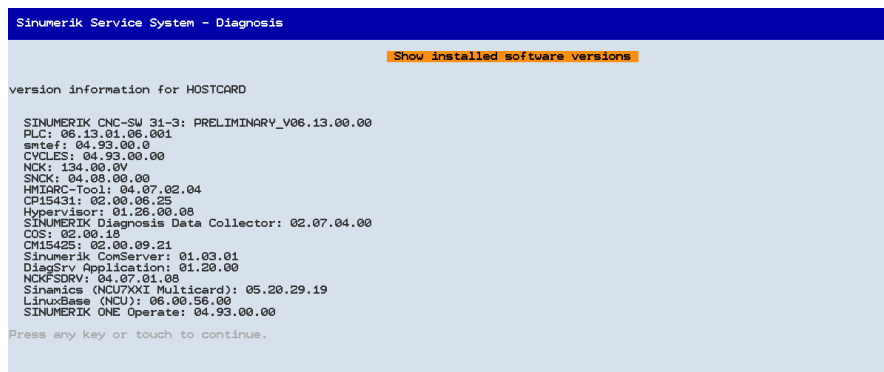 Sinumerik Service System - Diagnosis
Show installed software versions
version information for HOSTCARD
SINUMERIK CNC-SW 31-3: PRELIMINARY_V06.13.00.00
PLC: 06.13.01.06.001
smtef: 04.93.00.0
CYCLES: 04.93.00.00
NCK: 134.00.0V
SNCK: 04.08.00.00
HMIARC-Tool: 04.07.02.04
CP15431: 02.00.06.25
Hypervisor: 01.26.00.08
SINUMERIK Diagnosis Data Collector: 02.07.04.00
COS: 02.00.18
CM15425: 02.00.09.21
Sinumerik ComServer: 01.03.01
DiagSrv Application: 01.20.00
NCKFSDRV: 04.07.01.08
Sinamics (NCU7XXI Multicard): 05.20.29.19
LinuxBase (NCU): 06.00.56.00
SINUMERIK ONE Operate: 04.93.00.00
Press any key or touch to continue.